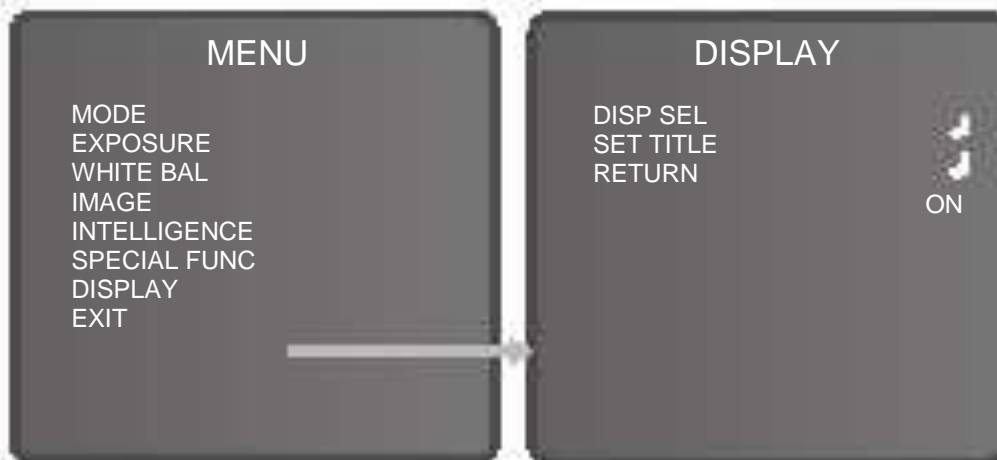 MENU
MODE
EXPOSURE
WHITE BAL
IMAGE
INTELLIGENCE
SPECIAL FUNC
DISPLAY
EXIT
DISPLAY
DISP SEL
SET TITLE
RETURN
ON